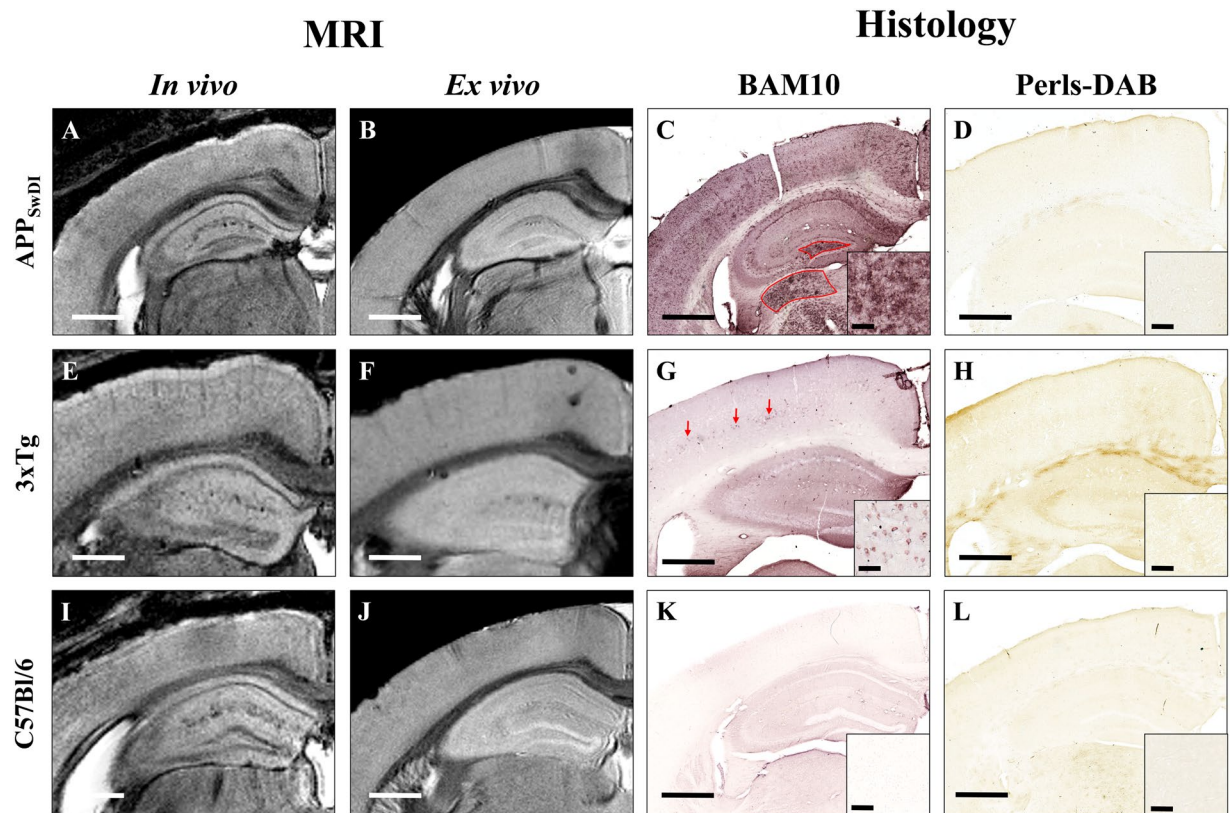 MRI
Histology
In vivo
Ex vivo
BAM10
Perls-DAB
APPSwDI
A
B
C
D
3xTg
E
F
G
H
C57Bl/6
I
J
K
L